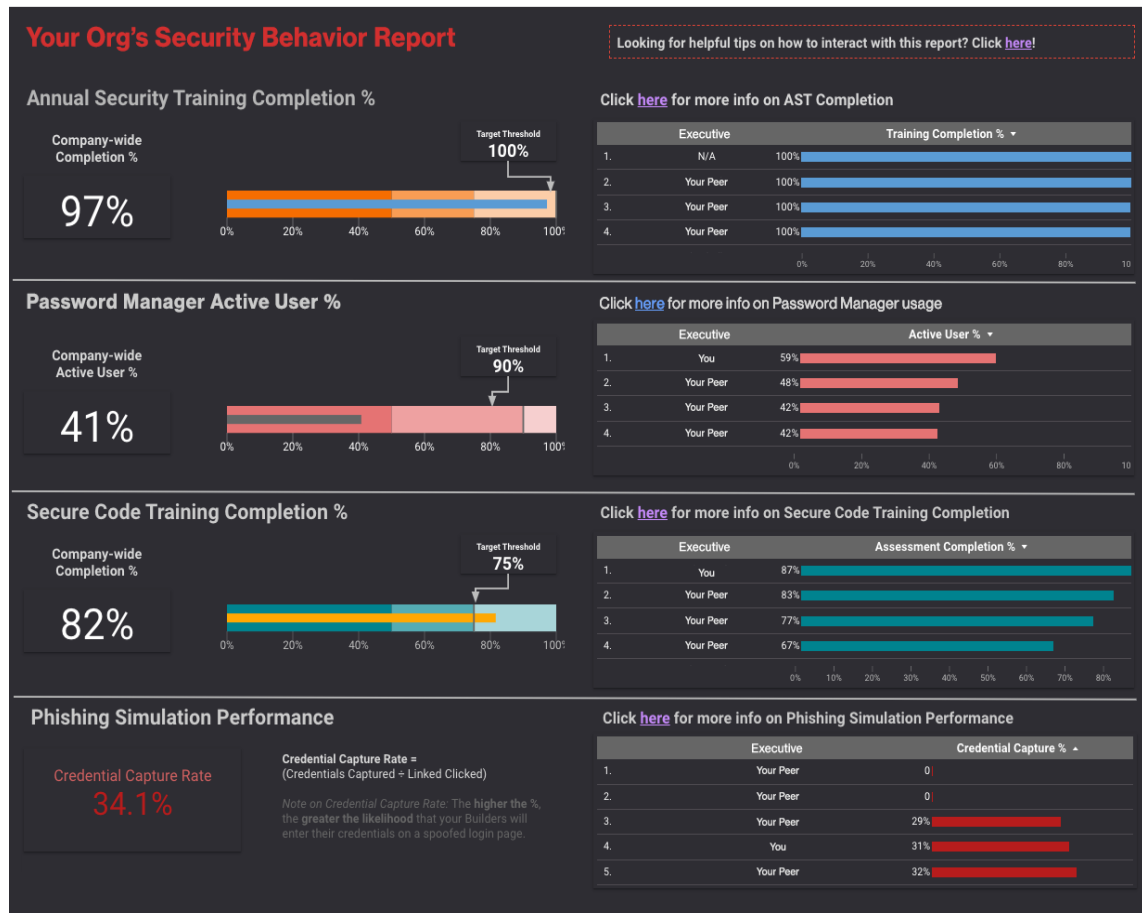 Your Org's Security Behavior Report
Looking for helpful tips on how to interact with this report? Click here!
Annual Security Training Completion %
Company-wide
Completion %
97%
Target Threshold
100%
0% 20% 40% 60% 80% 100%
Click here for more info on AST Completion
Executive Training Completion %
1. N/A 100%
2. Your Peer 100%
3. Your Peer 100%
4. Your Peer 100%
0% 20% 40% 60% 80% 10
Password Manager Active User %
Company-wide
Active User %
41%
Target Threshold
90%
0% 20% 40% 60% 80% 100%
Click here for more info on Password Manager usage
Executive Active User %
1. You 59%
2. Your Peer 48%
3. Your Peer 42%
4. Your Peer 42%
0% 20% 40% 60% 80% 10
Secure Code Training Completion %
Company-wide
Completion %
82%
Target Threshold
75%
0% 20% 40% 60% 80% 100%
Click here for more info on Secure Code Training Completion
Executive Assessment Completion %
1. You 87%
2. Your Peer 83%
3. Your Peer 77%
4. Your Peer 67%
0% 10% 20% 30% 40% 50% 60% 70% 80%
Phishing Simulation Performance
Credential Capture Rate
34.1%
Credential Capture Rate =
(Credentials Captured ÷ Linked Clicked)
Note on Credential Capture Rate: The higher the %,
the greater the likelihood that your Builders will
enter their credentials on a spoofed login page.
Click here for more info on Phishing Simulation Performance
Executive Credential Capture %
1. Your Peer 0
2. Your Peer 0
3. Your Peer 29%
4. You 31%
5. Your Peer 32%